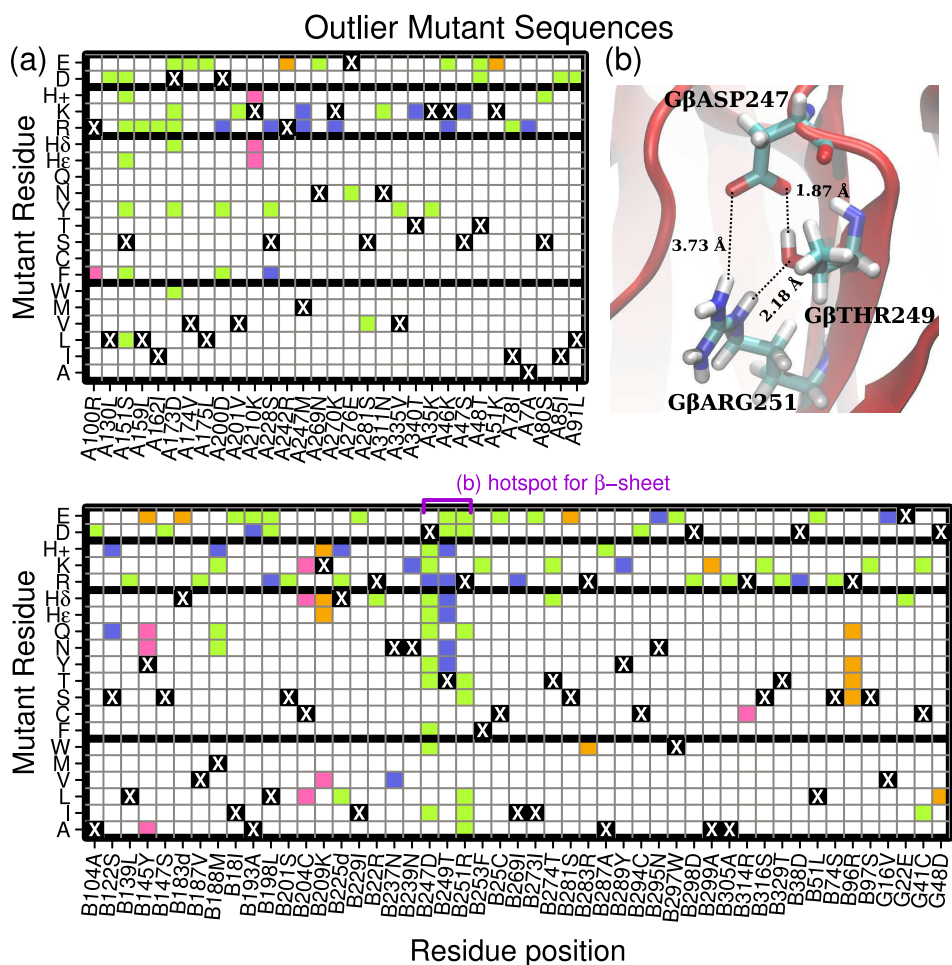 Outlier Mutant Sequences
(a)
(b)
Mutant Residue
E
D
H+
K
R
Hδ
Hε
Q
N
Y
T
S
C
F
W
M
V
L
I
A
A100R
A130L
A151S
A159L
A162I
A173D
A174V
A175L
A200D
A201V
A210K
A228S
A242R
A247M
A269N
A270K
A276E
A281S
A311N
A335V
A340T
A35K
A46K
A47S
A48T
A51K
A78I
A7A
A80S
A85I
A91L
GβASP247
1.87 Å
3.73 Å
2.18 Å
GβTHR249
GβARG251
(b) hotspot for β−sheet
Mutant Residue
E
D
H+
K
R
Hδ
Hε
Q
N
Y
T
S
C
F
W
M
V
L
I
A
B104A
B122S
B139L
B145Y
B147S
B183d
B187V
B188M
B18I
B193A
B198L
B201S
B204C
B209K
B225d
B229I
B22R
B237N
B239N
B247D
B249T
B251R
B253F
B25C
B269I
B273I
B274T
B281S
B283R
B287A
B289Y
B294C
B295N
B297W
B298D
B299A
B305A
B314R
B316S
B329T
B38D
B51L
B74S
B96R
B97S
G16V
G22E
G41C
G48D
Residue position